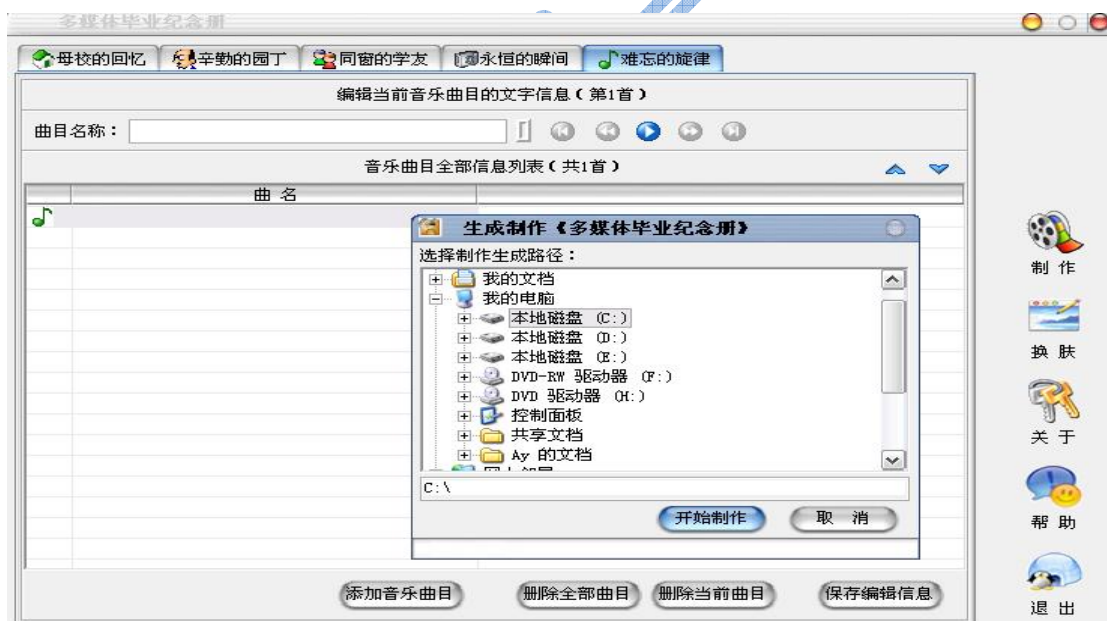 多媒体毕业纪念册
母校的回忆 辛勤的园丁 同窗的学友 永恒的瞬间 难忘的旋律
编辑当前音乐曲目的文字信息(第1首)
曲目名称:
音乐曲目全部信息列表(共1首)
曲 名
生成制作《多媒体毕业纪念册》
选择制作生成路径:
我的文档
我的电脑
本地磁盘 (C:)
本地磁盘 (D:)
本地磁盘 (E:)
DVD-RW 驱动器 (F:)
DVD 驱动器 (H:)
控制面板
共享文档
Ay 的文档
C:\
开始制作 取 消
添加音乐曲目 删除全部曲目 删除当前曲目 保存编辑信息
制 作
换 肤
关 于
帮 助
退 出